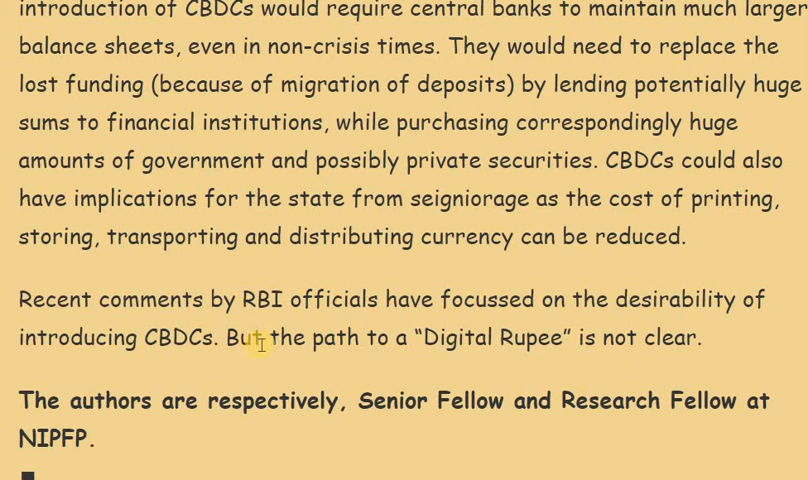 introduction of CBDCs would require central banks to maintain much larger
balance sheets, even in non-crisis times. They would need to replace the
lost funding (because of migration of deposits) by lending potentially huge
sums to financial institutions, while purchasing correspondingly huge
amounts of government and possibly private securities. CBDCs could also
have implications for the state from seigniorage as the cost of printing,
storing, transporting and distributing currency can be reduced.
Recent comments by RBI officials have focussed on the desirability of
introducing CBDCs. But the path to a “Digital Rupee” is not clear.
The authors are respectively, Senior Fellow and Research Fellow at
NIPFP.